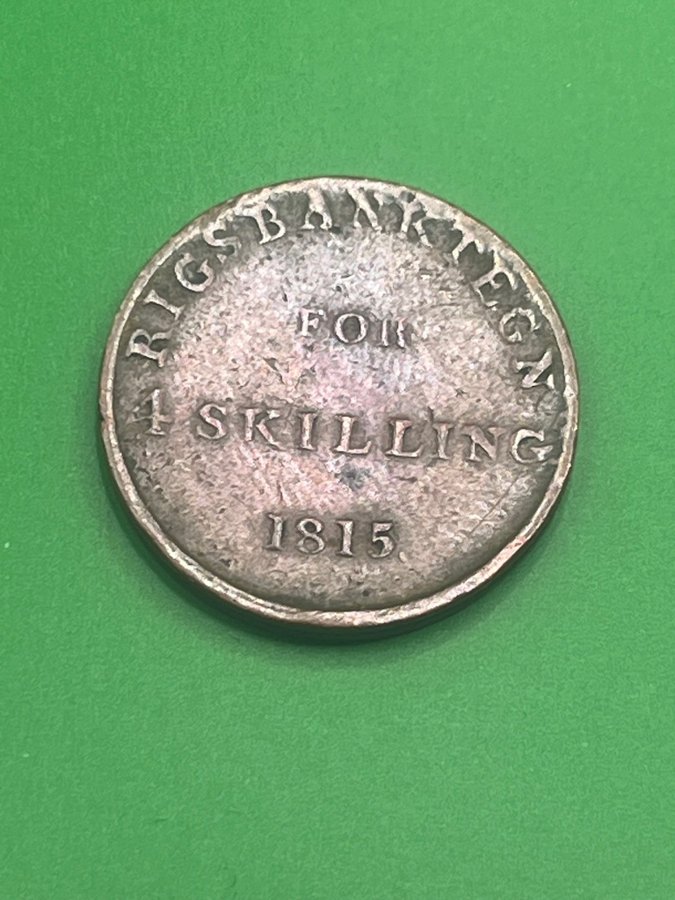 RIGSBANKTEGN
FOR
4 SKILLING
1815.